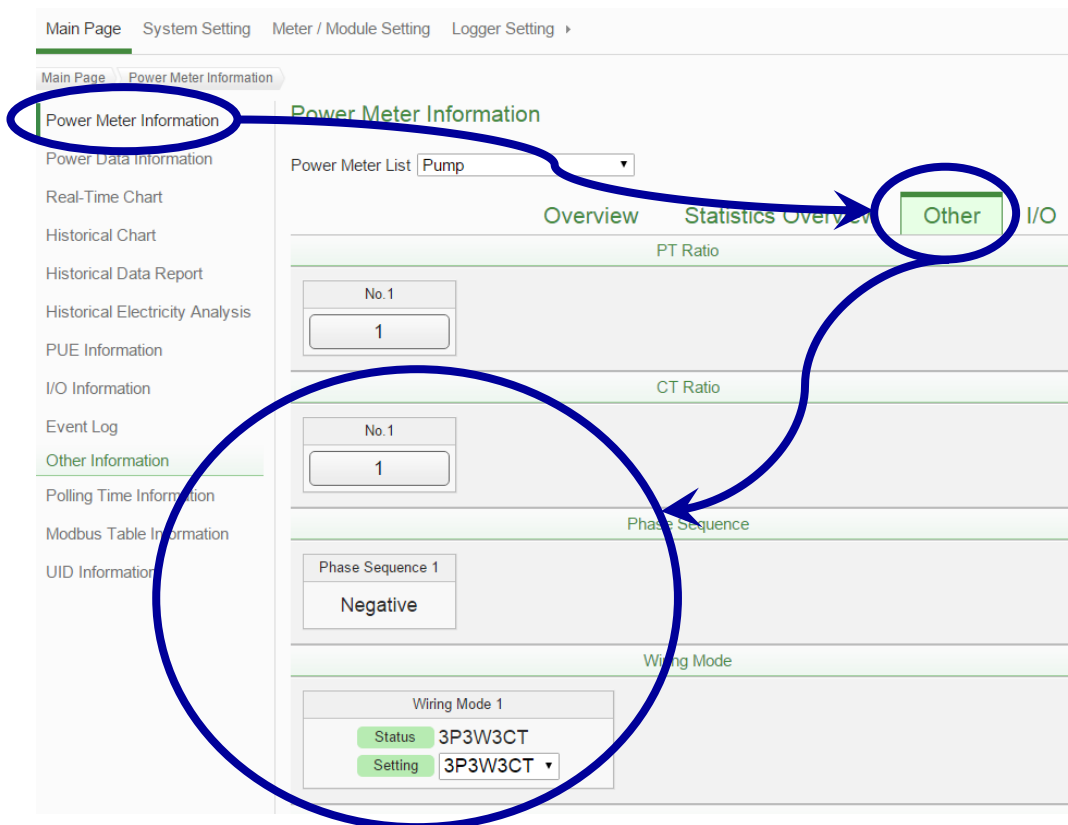 Main Page System Setting Meter / Module Setting Logger Setting
Main Page Power Meter Information
Power Meter Information
Power Data Information
Real-Time Chart
Historical Chart
Historical Data Report
Historical Electricity Analysis
PUE Information
I/O Information
Event Log
Other Information
Polling Time Information
Modbus Table Information
UID Information
Power Meter Information
Power Meter List Pump
Overview Statistics Overview Other I/O
PT Ratio
No.1
1
CT Ratio
No.1
1
Phase Sequence
Phase Sequence 1
Negative
Wiring Mode
Wiring Mode 1
Status 3P3W3CT
Setting 3P3W3CT